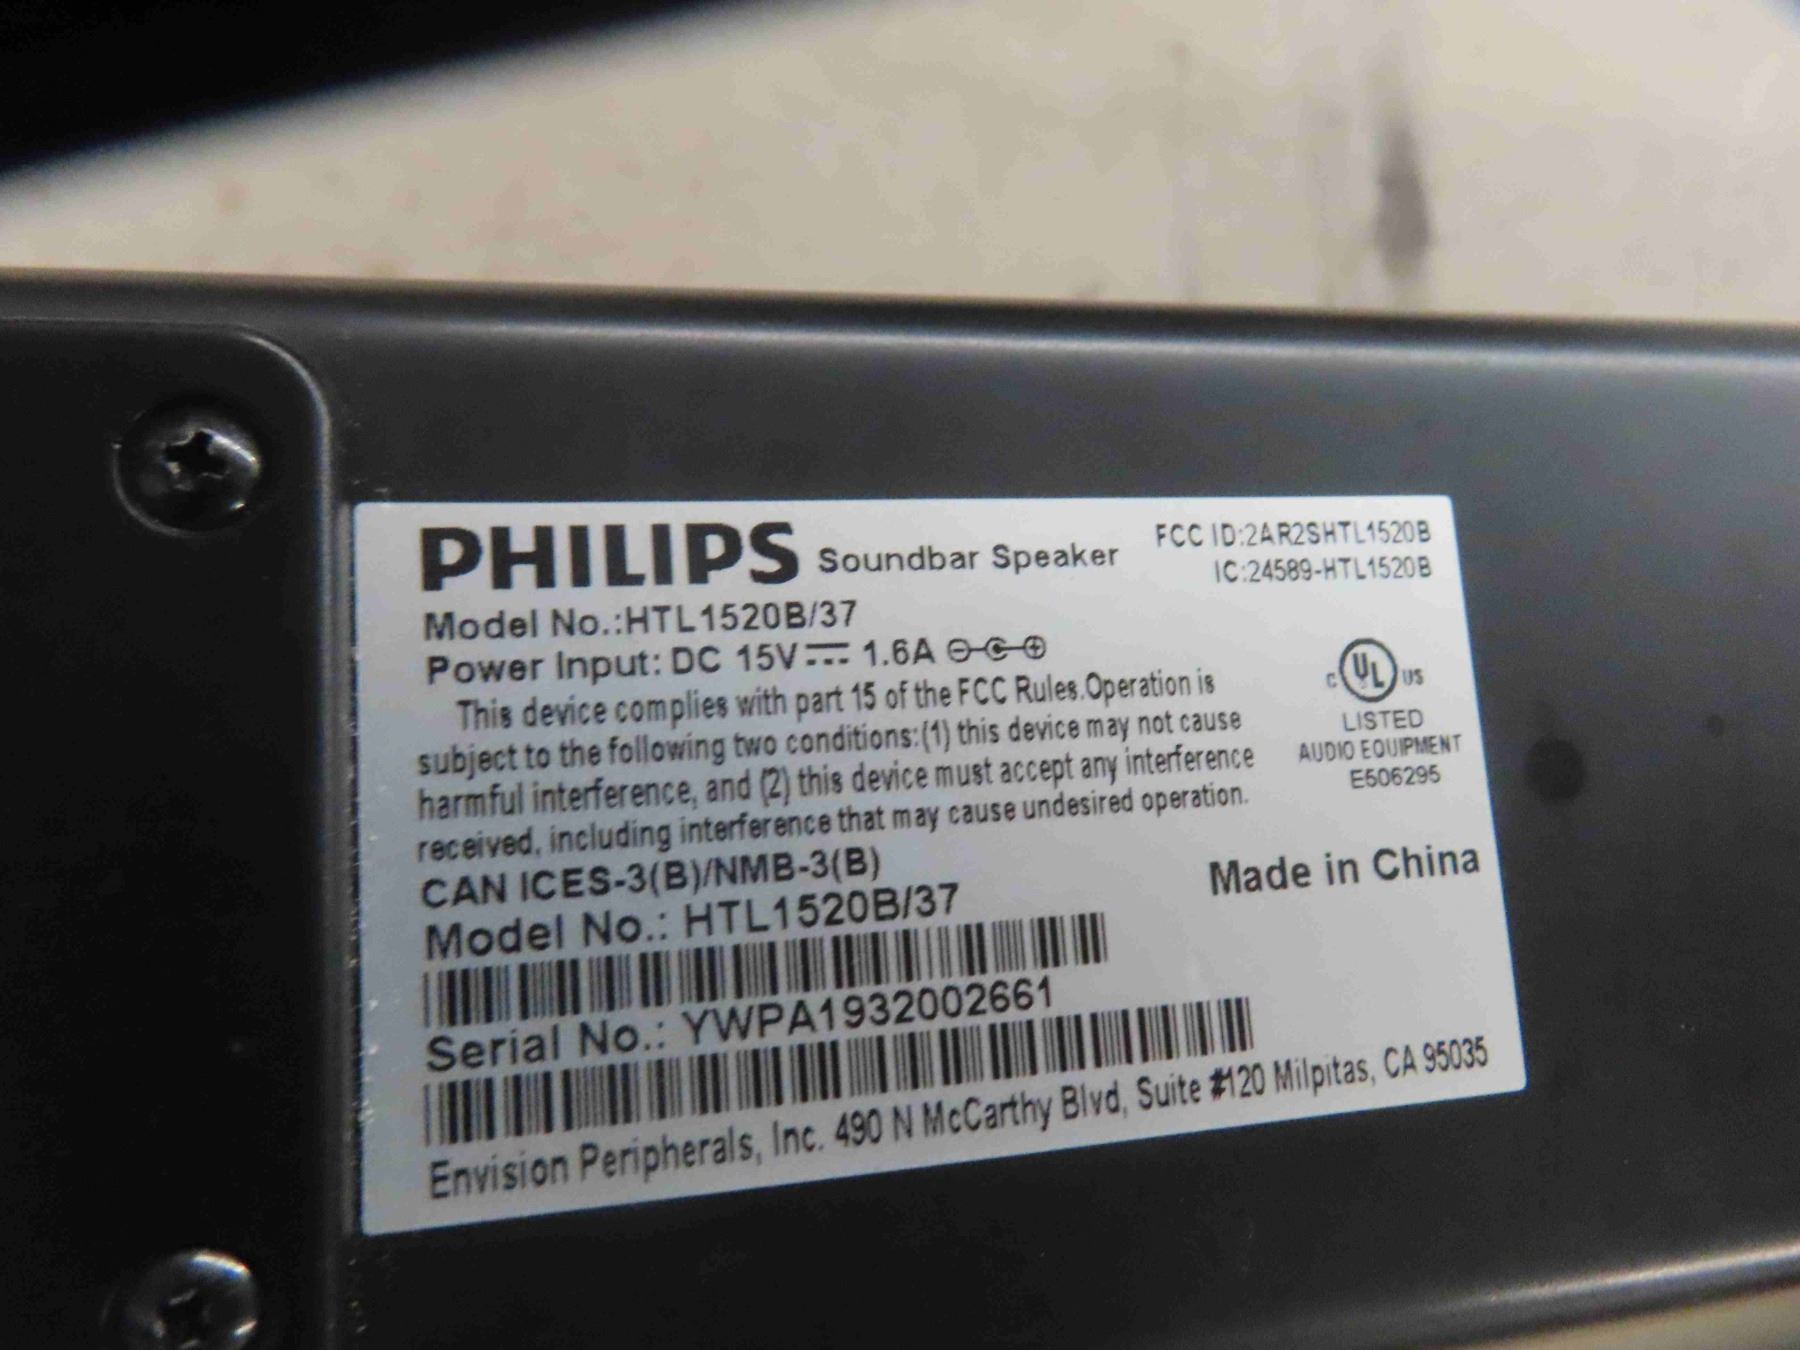 PHILIPS Soundbar Speaker
FCC ID:2AR2SHTL1520B
IC:24589-HTL1520B
Model No.:HTL1520B/37
Power Input: DC 15V⎓ 1.6A ⊖-C-⊕
This device complies with part 15 of the FCC Rules.Operation is
subject to the following two conditions:(1) this device may not cause
harmful interference, and (2) this device must accept any interference
received, including interference that may cause undesired operation.
c UL us
LISTED
AUDIO EQUIPMENT
E506295
CAN ICES-3(B)/NMB-3(B)
Made in China
Model No.: HTL1520B/37
Serial No.: YWPA1932002661
Envision Peripherals, Inc. 490 N McCarthy Blvd, Suite #120 Milpitas, CA 95035